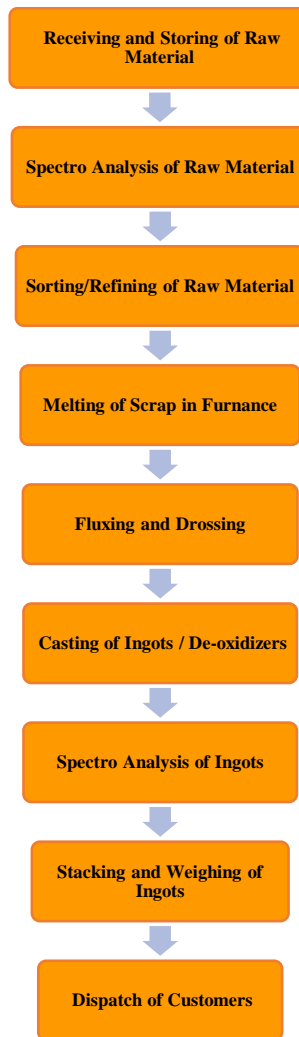 Receiving and Storing of Raw
Material
Spectro Analysis of Raw Material
Sorting/Refining of Raw Material
Melting of Scrap in Furnance
Fluxing and Drossing
Casting of Ingots / De-oxidizers
Spectro Analysis of Ingots
Stacking and Weighing of
Ingots
Dispatch of Customers